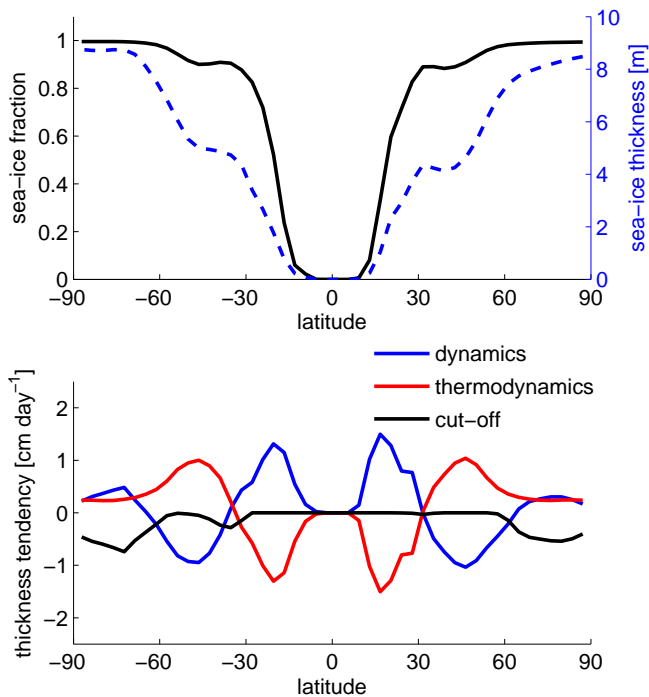 1
0.8
0.6
0.4
0.2
0
sea−ice fraction
10
8
6
4
2
0
sea−ice thickness [m]
−90 −60 −30 0 30 60 90
latitude
dynamics
thermodynamics
cut−off
2
1
0
−1
−2
thickness tendency [cm day⁻¹]
−90 −60 −30 0 30 60 90
latitude